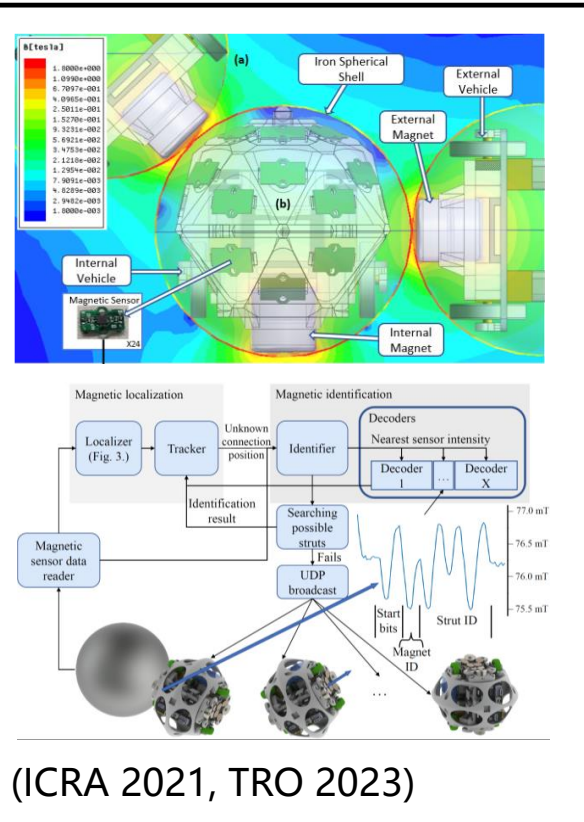 B[tesla]
1.8000e+000
1.0990e+000
6.7097e-001
4.0965e-001
2.5011e-001
1.5270e-001
9.3231e-002
5.6921e-002
3.4753e-002
2.1218e-002
1.2954e-002
7.9091e-003
4.8289e-003
2.9482e-003
1.8000e-003
(a)
Iron Spherical
Shell
External
Vehicle
External
Magnet
(b)
Internal
Vehicle
Magnetic Sensor
X24
Internal
Magnet
Magnetic localization
Magnetic identification
Localizer
(Fig. 3.)
Tracker
Unknown
connection
position
Identifier
Decoders
Nearest sensor intensity
Decoder
1
...
Decoder
X
Identification
result
Searching
possible
struts
Fails
UDP
broadcast
Magnetic
sensor data
reader
77.0 mT
76.5 mT
76.0 mT
75.5 mT
Start
bits
Magnet
ID
Strut ID
...
(ICRA 2021, TRO 2023)